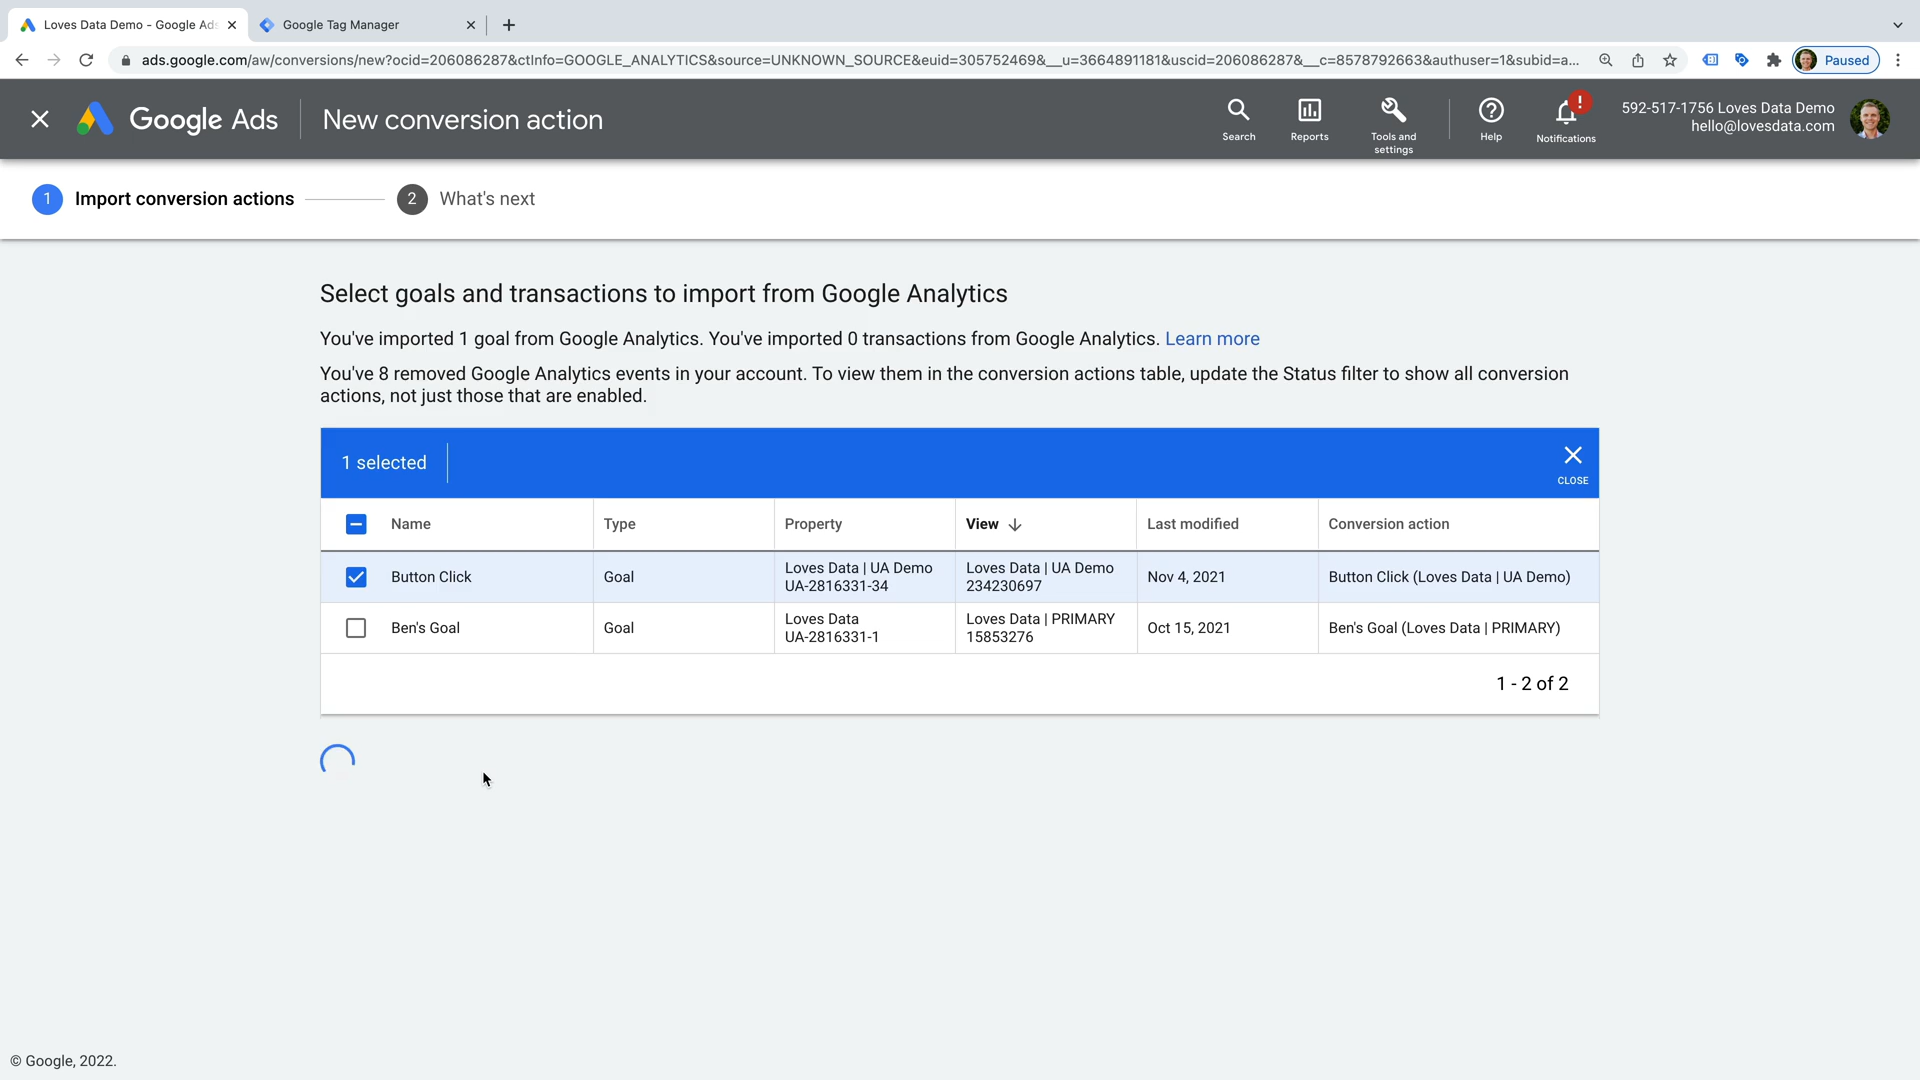 Loves Data Demo - Google Ads
Google Tag Manager
ads.google.com/aw/conversions/new?ocid=206086287&ctInfo=GOOGLE_ANALYTICS&source=UNKNOWN_SOURCE&euid=305752469&__u=3664891181&uscid=206086287&__c=8578792663&authuser=1&subid=a...
Paused
Google Ads
New conversion action
Search
Reports
Tools and
settings
Help
!
Notifications
592-517-1756 Loves Data Demo
hello@lovesdata.com
1 Import conversion actions
2 What's next
Select goals and transactions to import from Google Analytics
You've imported 1 goal from Google Analytics. You've imported 0 transactions from Google Analytics. Learn more
You've 8 removed Google Analytics events in your account. To view them in the conversion actions table, update the Status filter to show all conversion
actions, not just those that are enabled.
1 selected
CLOSE
Name Type Property View Last modified Conversion action
Button Click Goal Loves Data | UA Demo Loves Data | UA Demo Nov 4, 2021 Button Click (Loves Data | UA Demo)
UA-2816331-34 234230697
Ben's Goal Goal Loves Data Loves Data | PRIMARY Oct 15, 2021 Ben's Goal (Loves Data | PRIMARY)
UA-2816331-1 15853276
1 - 2 of 2
© Google, 2022.